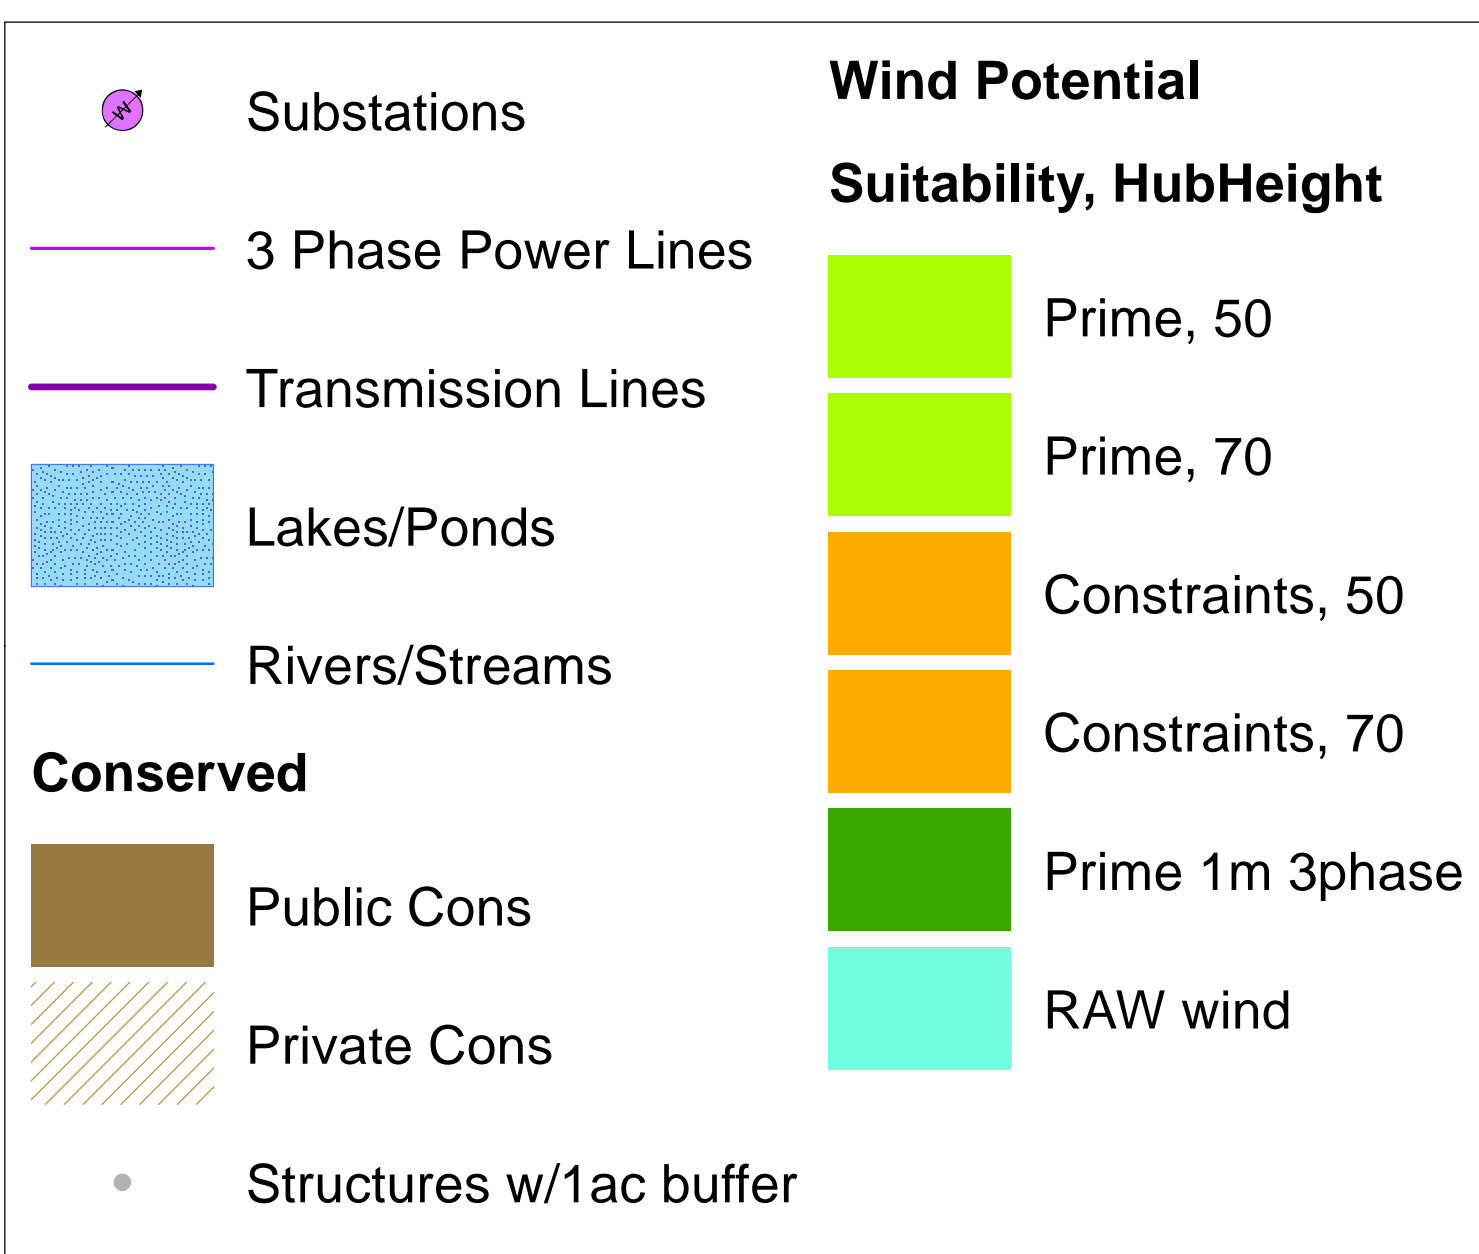 W
Substations
3 Phase Power Lines
Transmission Lines
Lakes/Ponds
Rivers/Streams
Conserved
Public Cons
Private Cons
Structures w/1ac buffer
Wind Potential
Suitability, HubHeight
Prime, 50
Prime, 70
Constraints, 50
Constraints, 70
Prime 1m 3phase
RAW wind